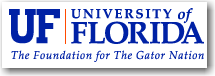 UF UNIVERSITY of
FLORIDA
The Foundation for The Gator Nation